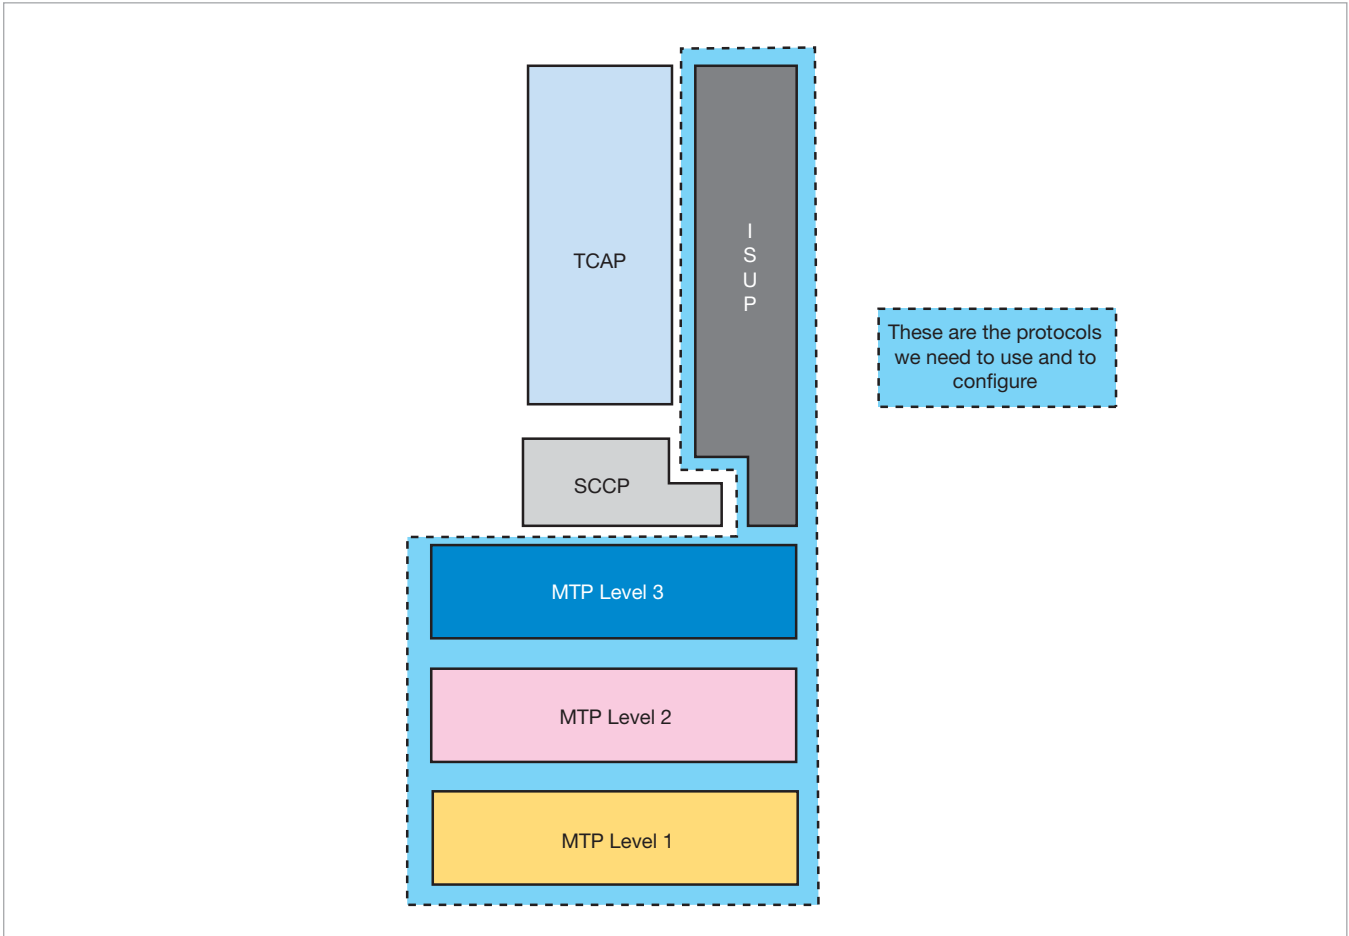 TCAP
I
S
U
P
These are the protocols
we need to use and to
configure
SCCP
MTP Level 3
MTP Level 2
MTP Level 1